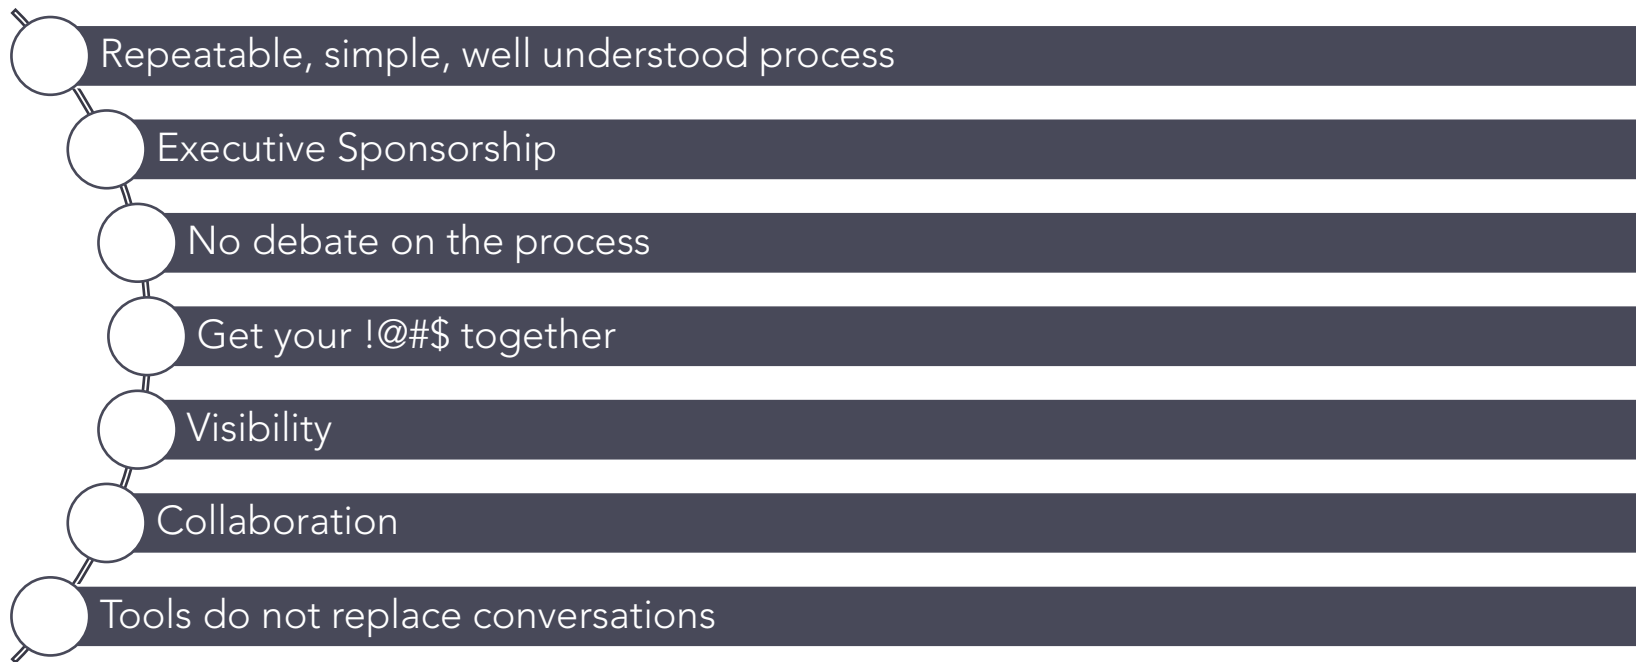 Repeatable, simple, well understood process
Executive Sponsorship
No debate on the process
Get your !@#$ together
Visibility
Collaboration
Tools do not replace conversations